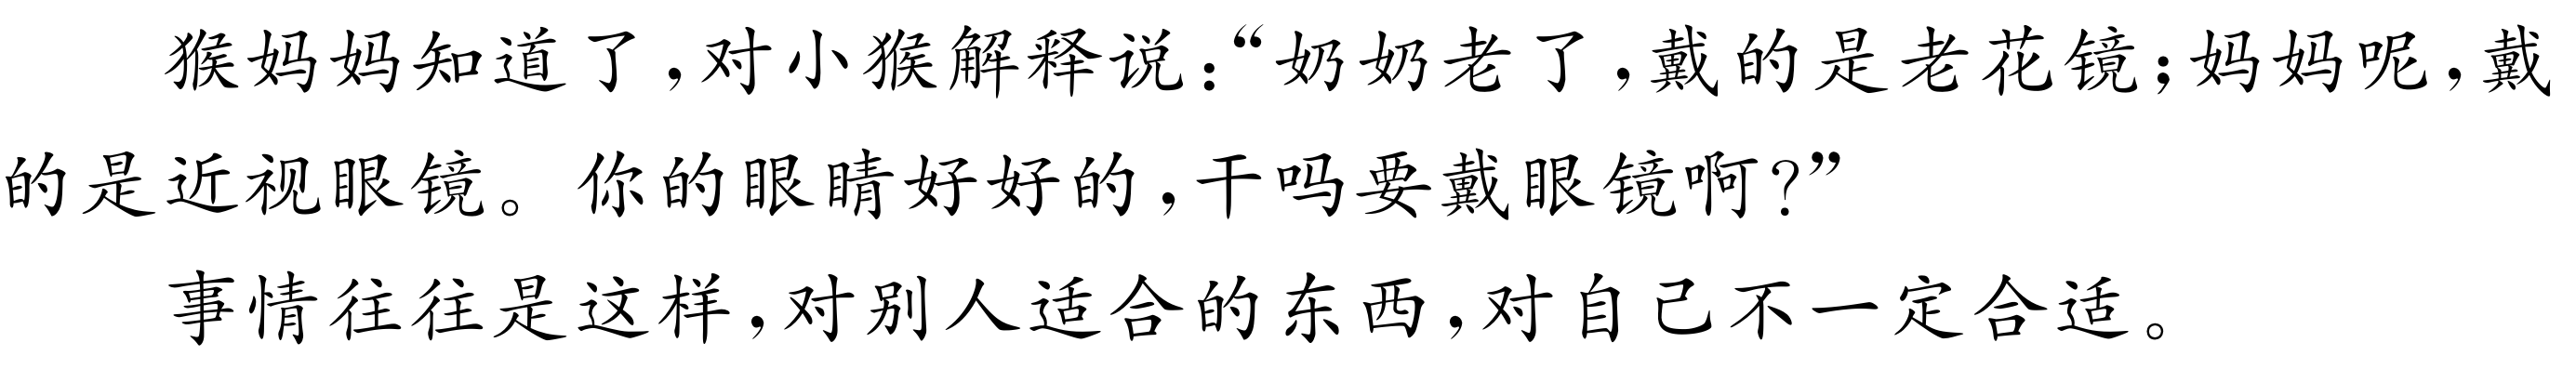 猴妈妈知道了,对小猴解释说:“奶奶老了,戴的是老花镜;妈妈呢,戴
的是近视眼镜。你的眼睛好好的,干吗要戴眼镜啊?”
事情往往是这样,对别人适合的东西,对自己不一定合适。